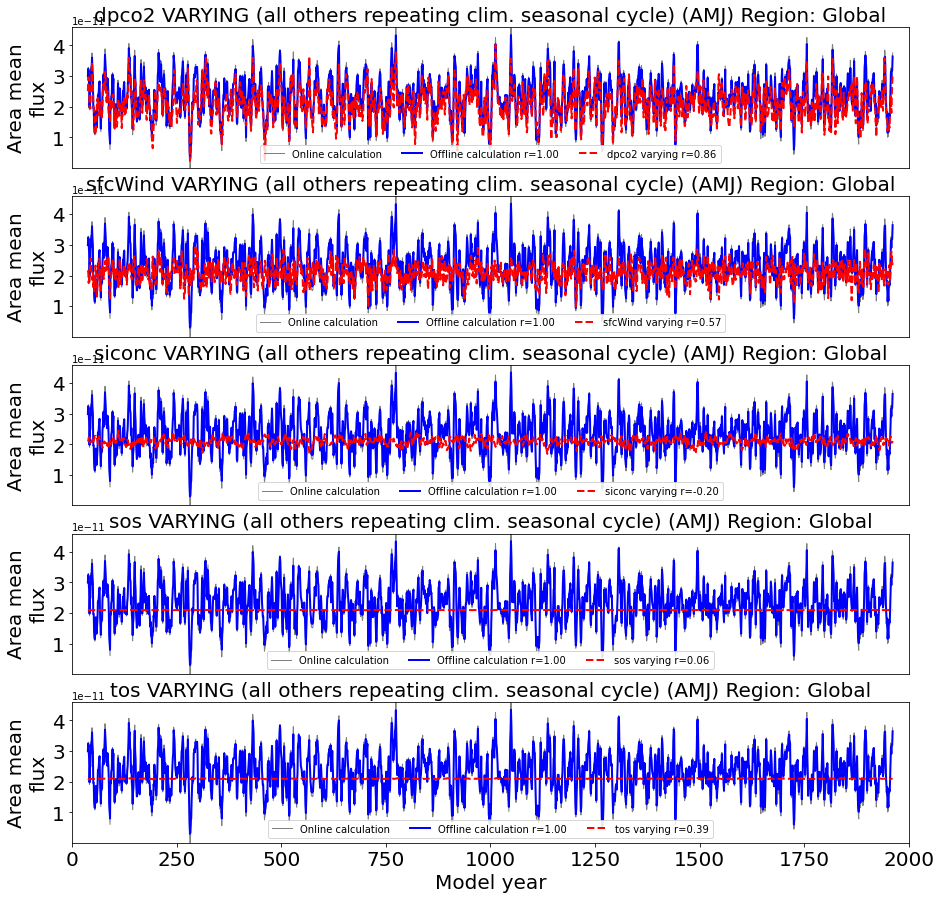 dpco2 VARYING (all others repeating clim. seasonal cycle) (AMJ) Region: Global
1e−11
Area mean
flux
4
3
2
1
Online calculation
Offline calculation r=1.00
dpco2 varying r=0.86
sfcWind VARYING (all others repeating clim. seasonal cycle) (AMJ) Region: Global
1e−11
Area mean
flux
4
3
2
1
Online calculation
Offline calculation r=1.00
sfcWind varying r=0.57
siconc VARYING (all others repeating clim. seasonal cycle) (AMJ) Region: Global
1e−11
Area mean
flux
4
3
2
1
Online calculation
Offline calculation r=1.00
siconc varying r=-0.20
sos VARYING (all others repeating clim. seasonal cycle) (AMJ) Region: Global
1e−11
Area mean
flux
4
3
2
1
Online calculation
Offline calculation r=1.00
sos varying r=0.06
tos VARYING (all others repeating clim. seasonal cycle) (AMJ) Region: Global
1e−11
Area mean
flux
4
3
2
1
Online calculation
Offline calculation r=1.00
tos varying r=0.39
0 250 500 750 1000 1250 1500 1750 2000
Model year